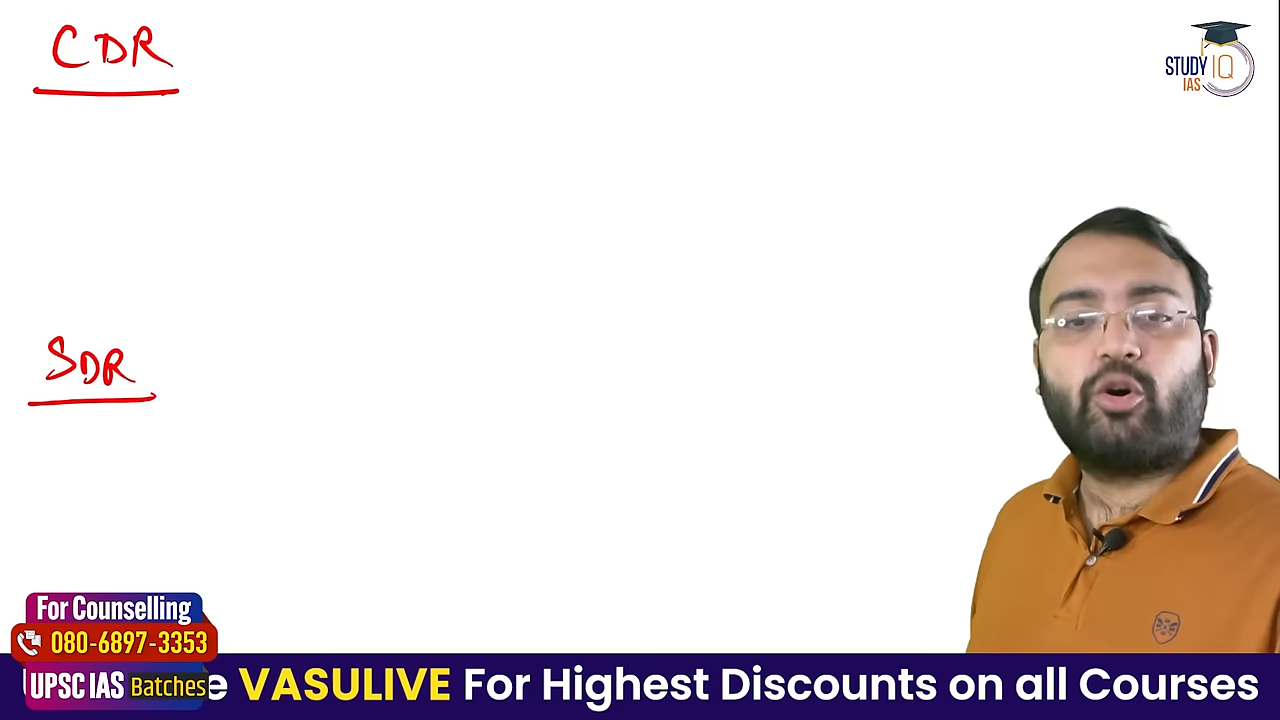 CDR
STUDY IQ
IAS
SDR
For Counselling
080-6897-3353
UPSC IAS Batches
e VASULIVE For Highest Discounts on all Courses